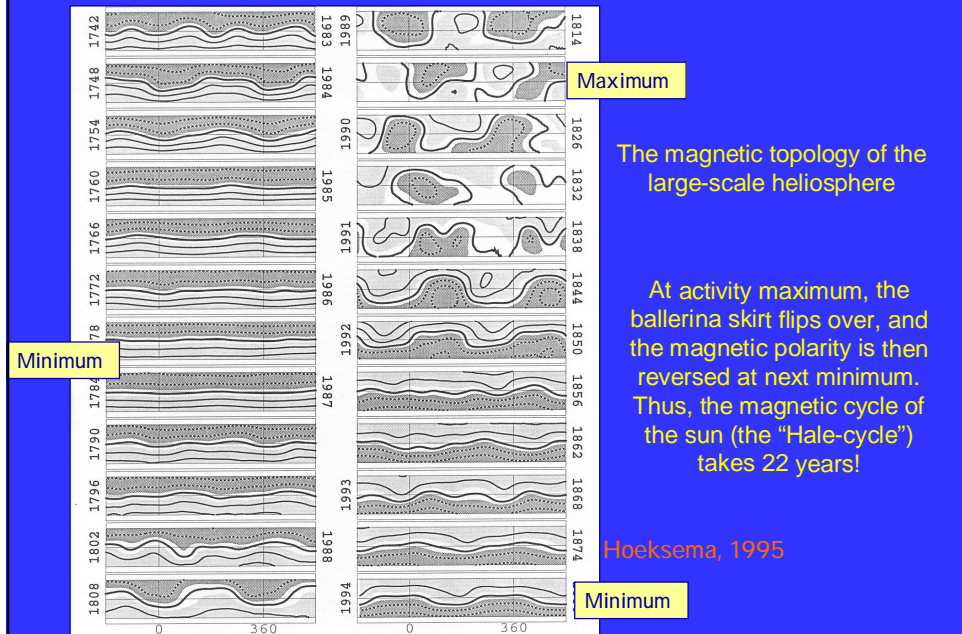 1742
1983
1748
1984
1754
1760
1985
1766
1772
1986
78
Minimum
1784
1987
1790
1796
1802
1988
1808
0
360
1989
1814
Maximum
1990
1826
1832
1991
1838
1844
1992
1850
1856
1862
1993
1868
1874
1994
Minimum
0
360
The magnetic topology of the
large-scale heliosphere
At activity maximum, the
ballerina skirt flips over, and
the magnetic polarity is then
reversed at next minimum.
Thus, the magnetic cycle of
the sun (the “Hale-cycle”)
takes 22 years!
Hoeksema, 1995